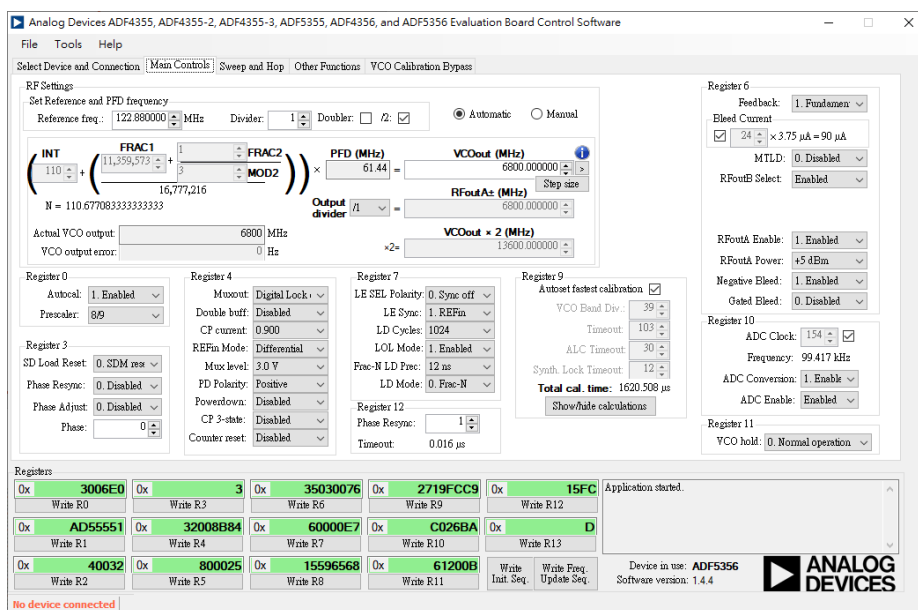 Analog Devices ADF4355, ADF4355-2, ADF4355-3, ADF5355, ADF4356, and ADF5356 Evaluation Board Control Software
File Tools Help
Select Device and Connection Main Controls Sweep and Hop Other Functions VCO Calibration Bypass
RF Settings
Set Reference and PFD frequency
Reference freq.: 122.880000 MHz Divider: 1 Doubler: /2: Automatic Manual
INT FRAC1 1 FRAC2 PFD (MHz) VCOout (MHz)
110 + 11,359,573 + 3 MOD2 × 61.44 = 6800.000000 >
16,777,216
Step size
N = 110.677083333333333
RFoutA± (MHz)
Output divider /1 = 6800.000000
Actual VCO output: 6800 MHz
VCOout × 2 (MHz)
VCO output error: 0 Hz ×2= 13600.000000
Register 0
Autocal: 1. Enabled
Prescaler: 8/9
Register 3
SD Load Reset: 0. SDM rese
Phase Resync: 0. Disabled
Phase Adjust: 0. Disabled
Phase: 0
Register 4
Muxout: Digital Lock
Double buff: Disabled
CP current: 0.900
REFin Mode: Differential
Mux level: 3.0 V
PD Polarity: Positive
Powerdown: Disabled
CP 3-state: Disabled
Counter reset: Disabled
Register 7
LE SEL Polarity: 0. Sync off
LE Sync: 1. REFin
LD Cycles: 1024
LOL Mode: 1. Enabled
Frac-N LD Prec: 12 ns
LD Mode: 0. Frac-N
Register 12
Phase Resync: 1
Timeout: 0.016 µs
Register 9
Autoset fastest calibration
VCO Band Div.: 39
Timeout: 103
ALC Timeout: 30
Synth. Lock Timeout: 12
Total cal. time: 1620.508 µs
Show/hide calculations
Register 6
Feedback: 1. Fundamen
Bleed Current
24 × 3.75 µA = 90 µA
MTLD: 0. Disabled
RFoutB Select: Enabled
RFoutA Enable: 1. Enabled
RFoutA Power: +5 dBm
Negative Bleed: 1. Enabled
Gated Bleed: 0. Disabled
Register 10
ADC Clock: 154
Frequency: 99.417 kHz
ADC Conversion: 1. Enable
ADC Enable: Enabled
Register 11
VCO hold: 0. Normal operation
Registers
0x 3006E0 0x 3 0x 35030076 0x 2719FCC9 0x 15FC
Write R0 Write R3 Write R6 Write R9 Write R12
0x AD55551 0x 32008B84 0x 60000E7 0x C026BA 0x D
Write R1 Write R4 Write R7 Write R10 Write R13
0x 40032 0x 800025 0x 15596568 0x 61200B
Write R2 Write R5 Write R8 Write R11
Write Init. Seq.
Write Freq. Update Seq.
Application started.
Device in use: ADF5356
Software version: 1.4.4
ANALOG
DEVICES
No device connected